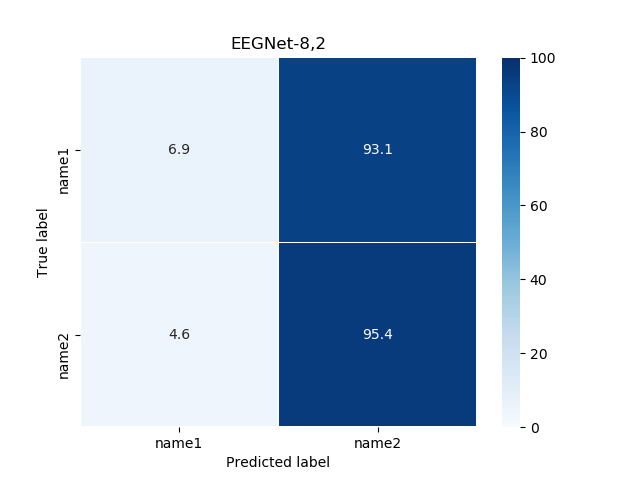 EEGNet-8,2
True label
name1
6.9
93.1
name2
4.6
95.4
name1
name2
Predicted label
100
80
60
40
20
0